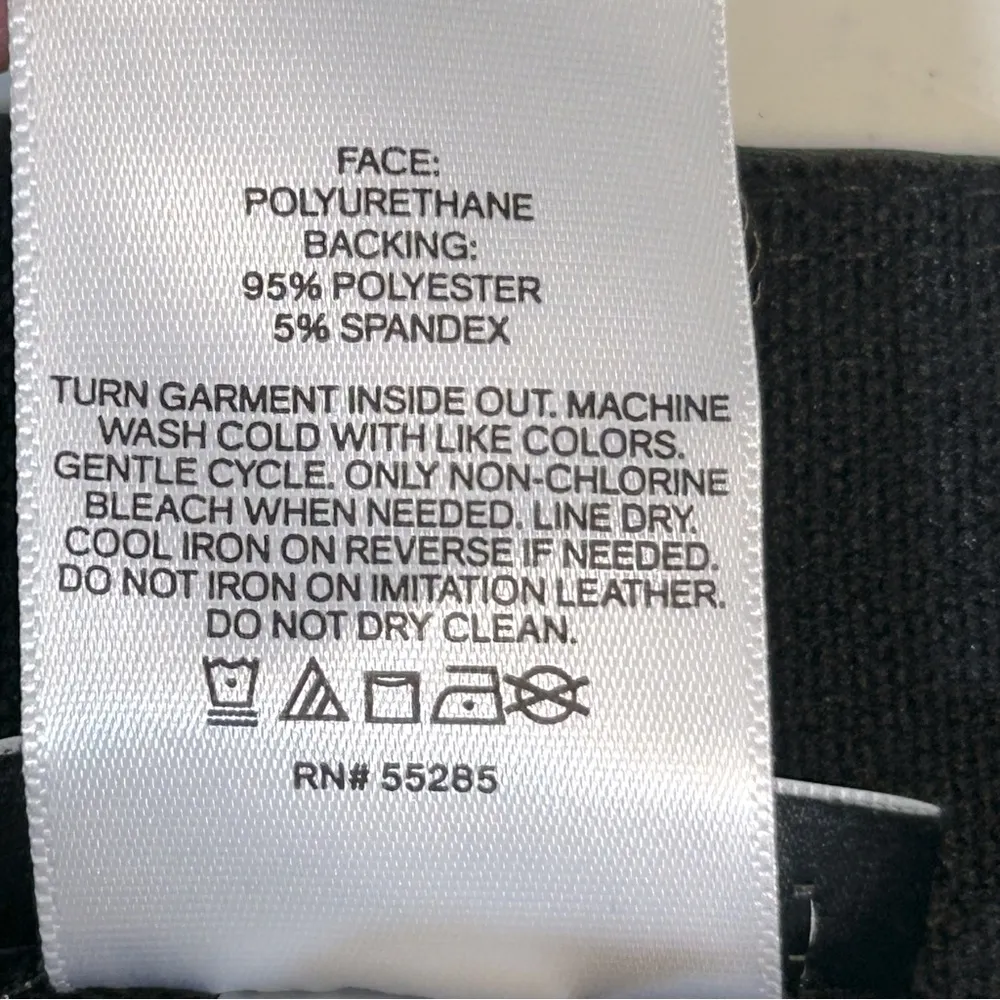 FACE:
POLYURETHANE
BACKING:
95% POLYESTER
5% SPANDEX
TURN GARMENT INSIDE OUT. MACHINE
WASH COLD WITH LIKE COLORS.
GENTLE CYCLE. ONLY NON-CHLORINE
BLEACH WHEN NEEDED. LINE DRY.
COOL IRON ON REVERSE IF NEEDED.
DO NOT IRON ON IMITATION LEATHER.
DO NOT DRY CLEAN.
RN# 55285